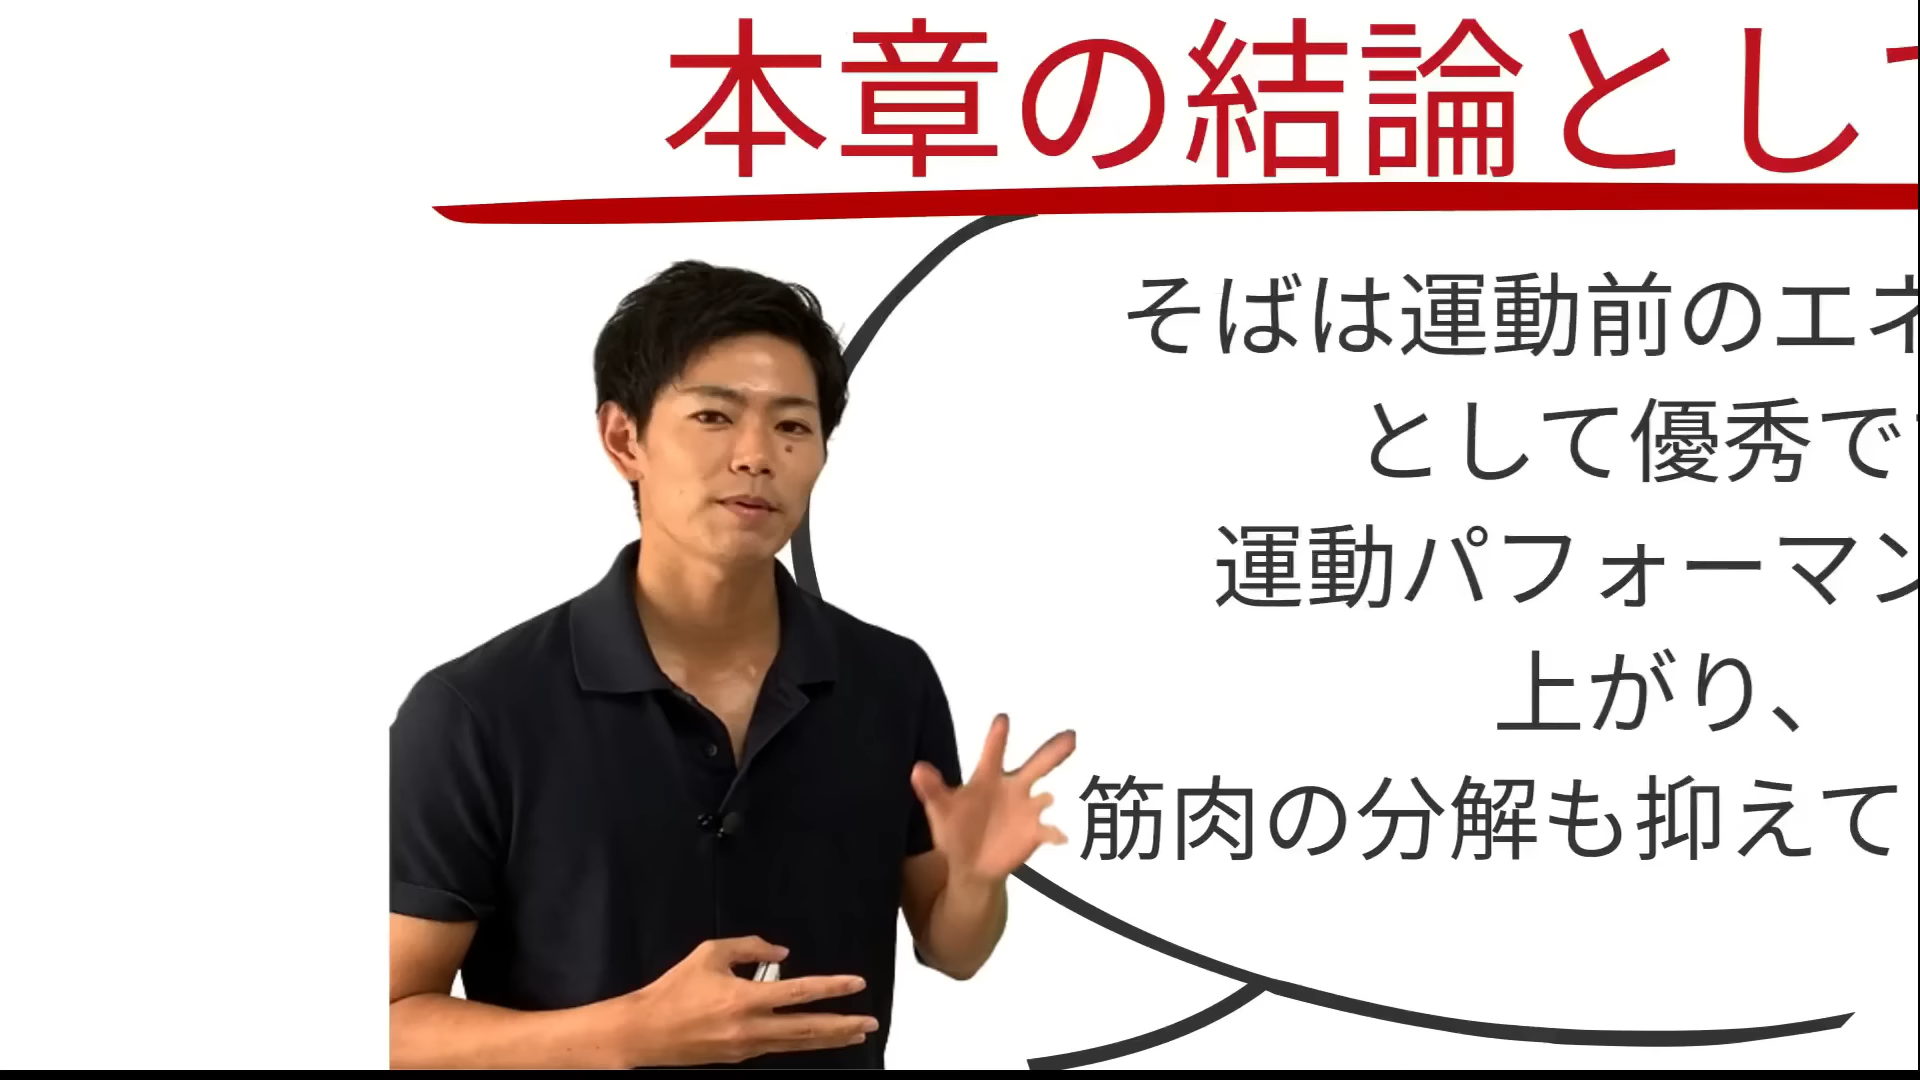 本章の結論とし
そばは運動前のエネ
として優秀で
運動パフォーマン
上がり、
筋肉の分解も抑えて